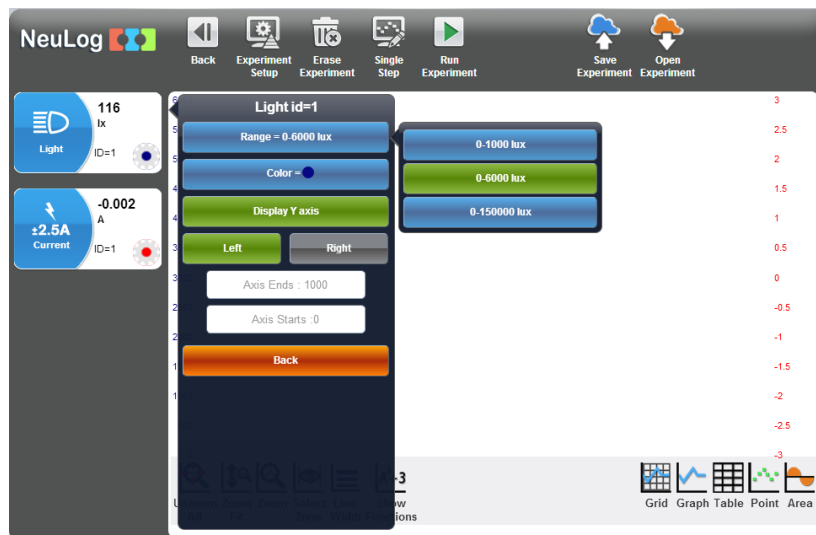 NeuLog
Back
Experiment
Setup
Erase
Experiment
Single
Step
Run
Experiment
Save
Experiment
Open
Experiment
116
lx
Light
ID=1
-0.002
A
±2.5A
Current
ID=1
Light id=1
Range = 0-6000 lux
Color =
Display Y axis
Left
Right
Axis Ends : 1000
Axis Starts :0
Back
0-1000 lux
0-6000 lux
0-150000 lux
3
2.5
2
1.5
1
0.5
0
-0.5
-1
-1.5
-2
-2.5
-3
Grid
Graph
Table
Point
Area